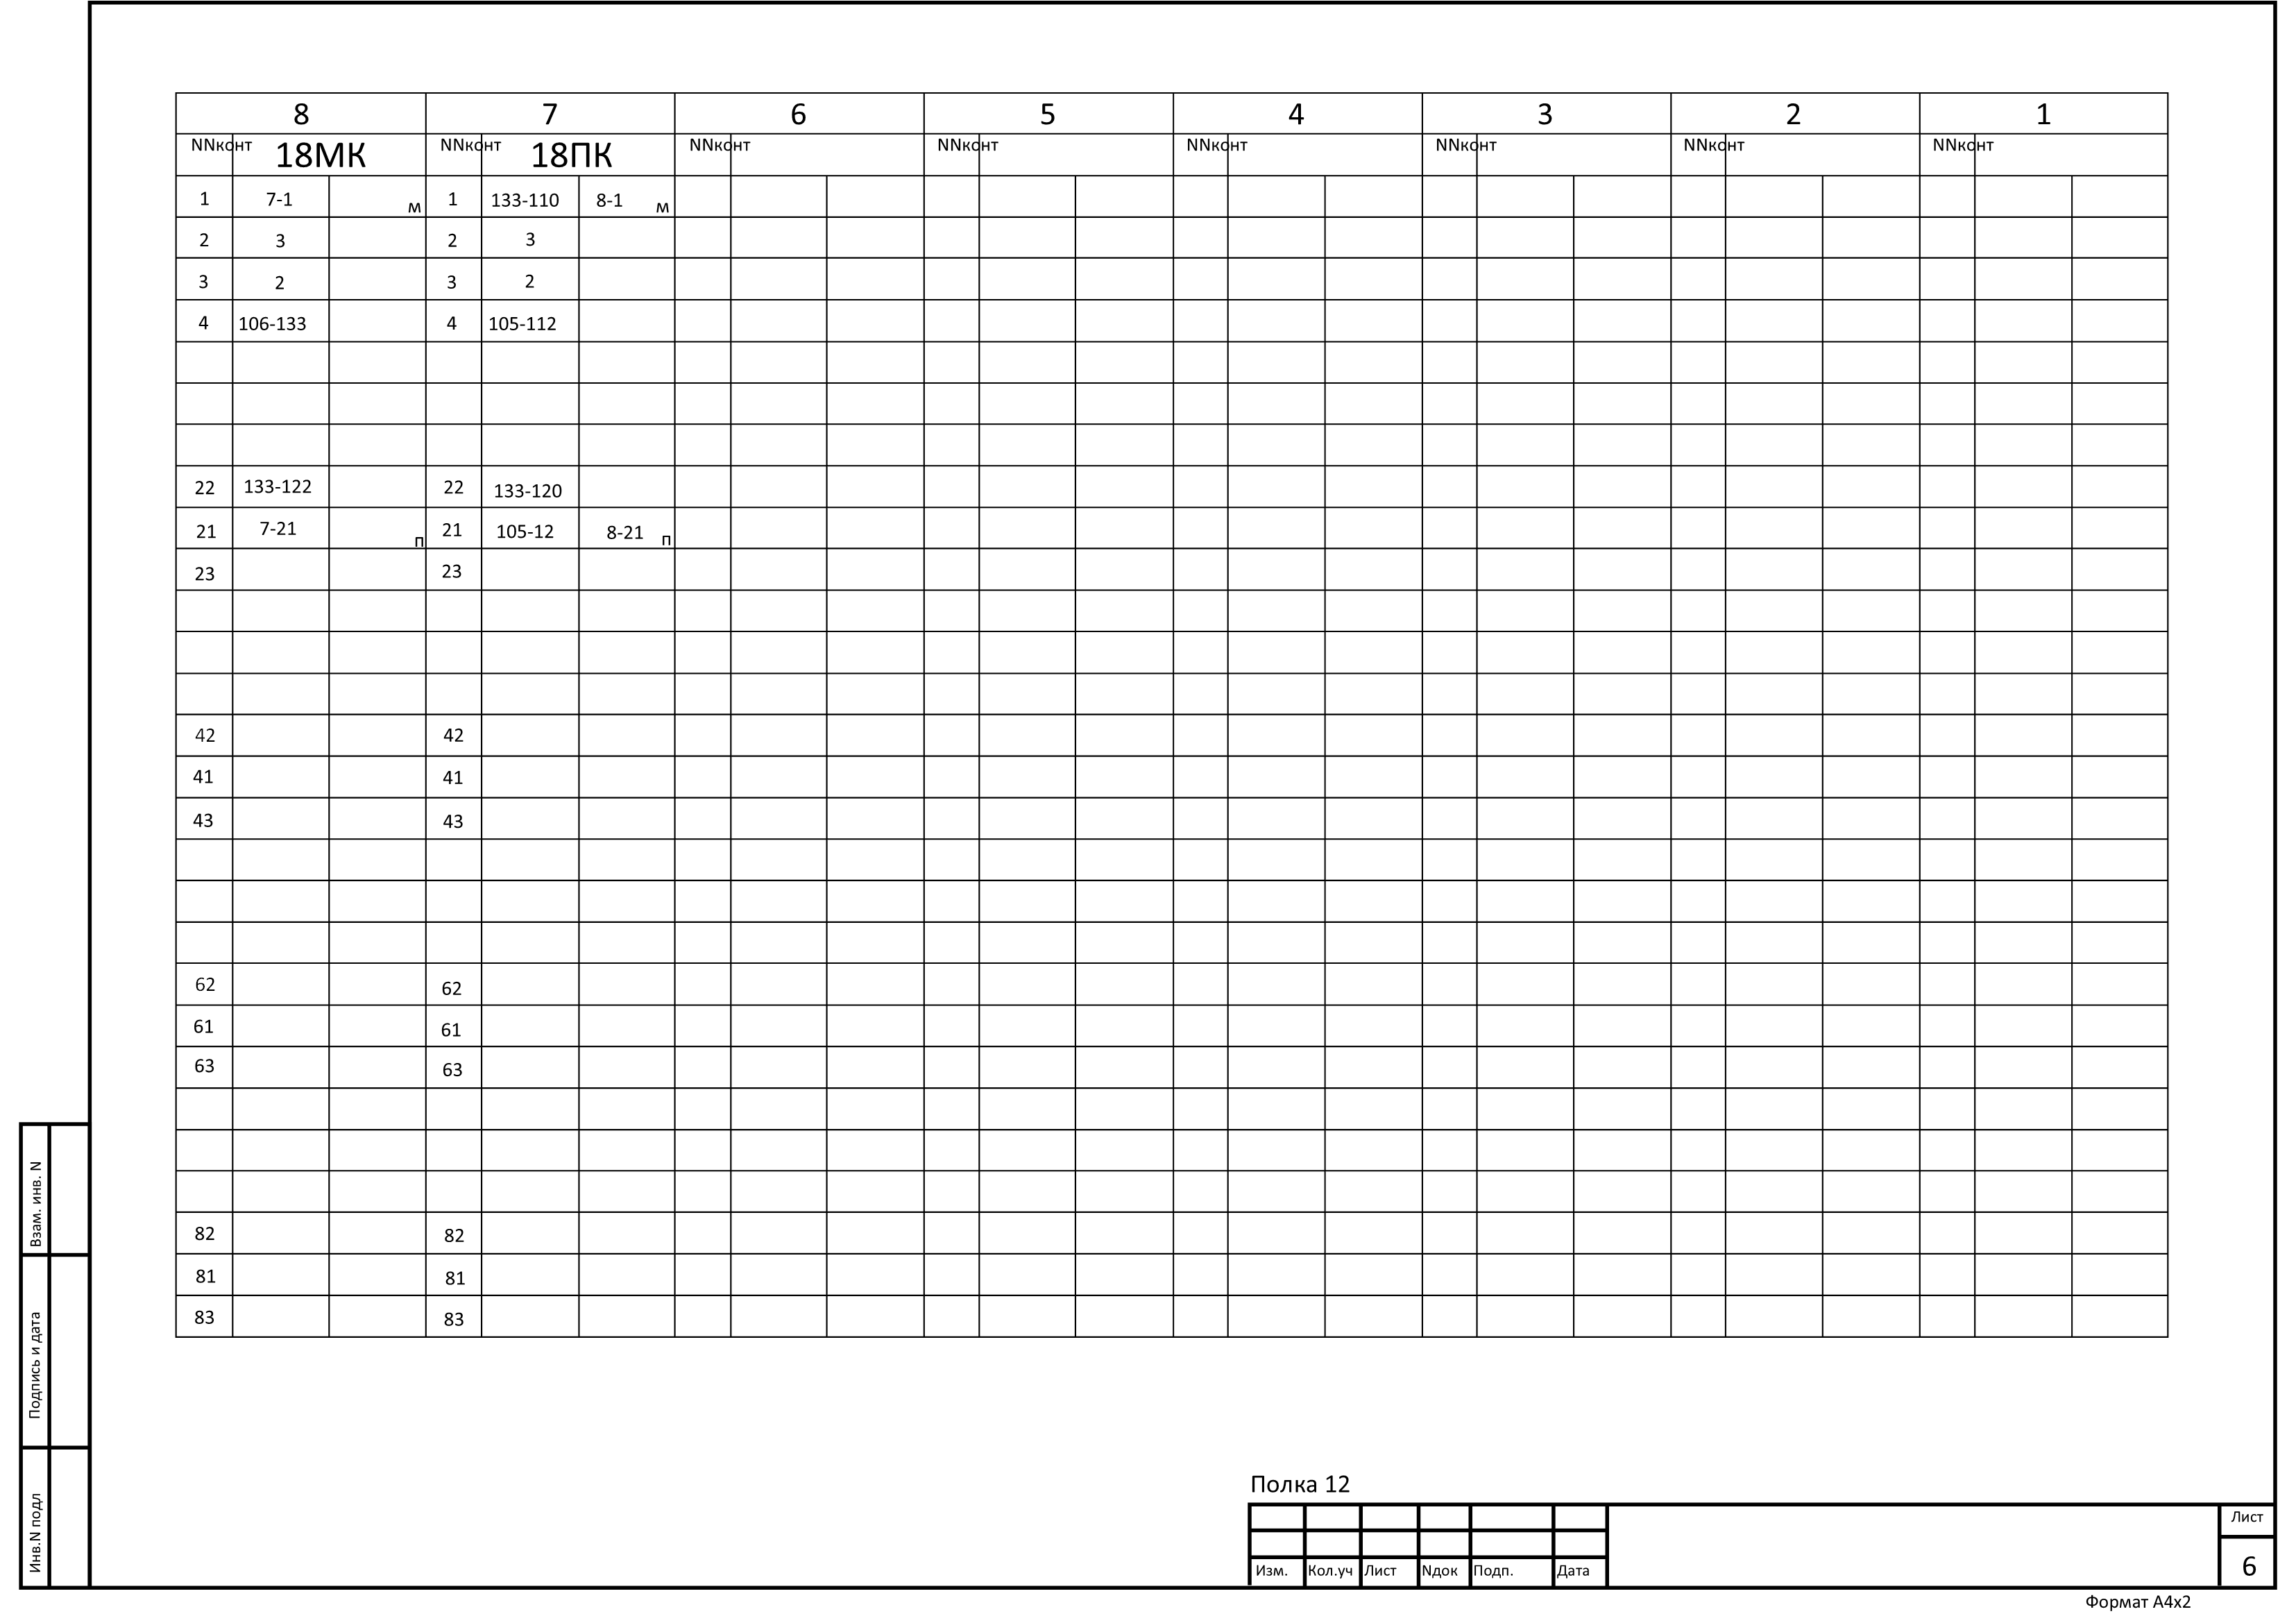 8 7 6 5 4 3 2 1
NNконт 18МК NNконт 18ПК NNконт NNконт NNконт NNконт NNконт NNконт
1 7-1 м 1 133-110 8-1 м
2 3 2 3
3 2 3 2
4 106-133 4 105-112
22 133-122 22 133-120
21 7-21 п 21 105-12 8-21 п
23 23
42 42
41 41
43 43
62 62
61 61
63 63
82 82
81 81
83 83
Взам. инв. N
Подпись и дата
Инв.N подл
Полка 12
Лист
Изм. Кол.уч Лист Nдок Подп. Дата
6
Формат А4х2